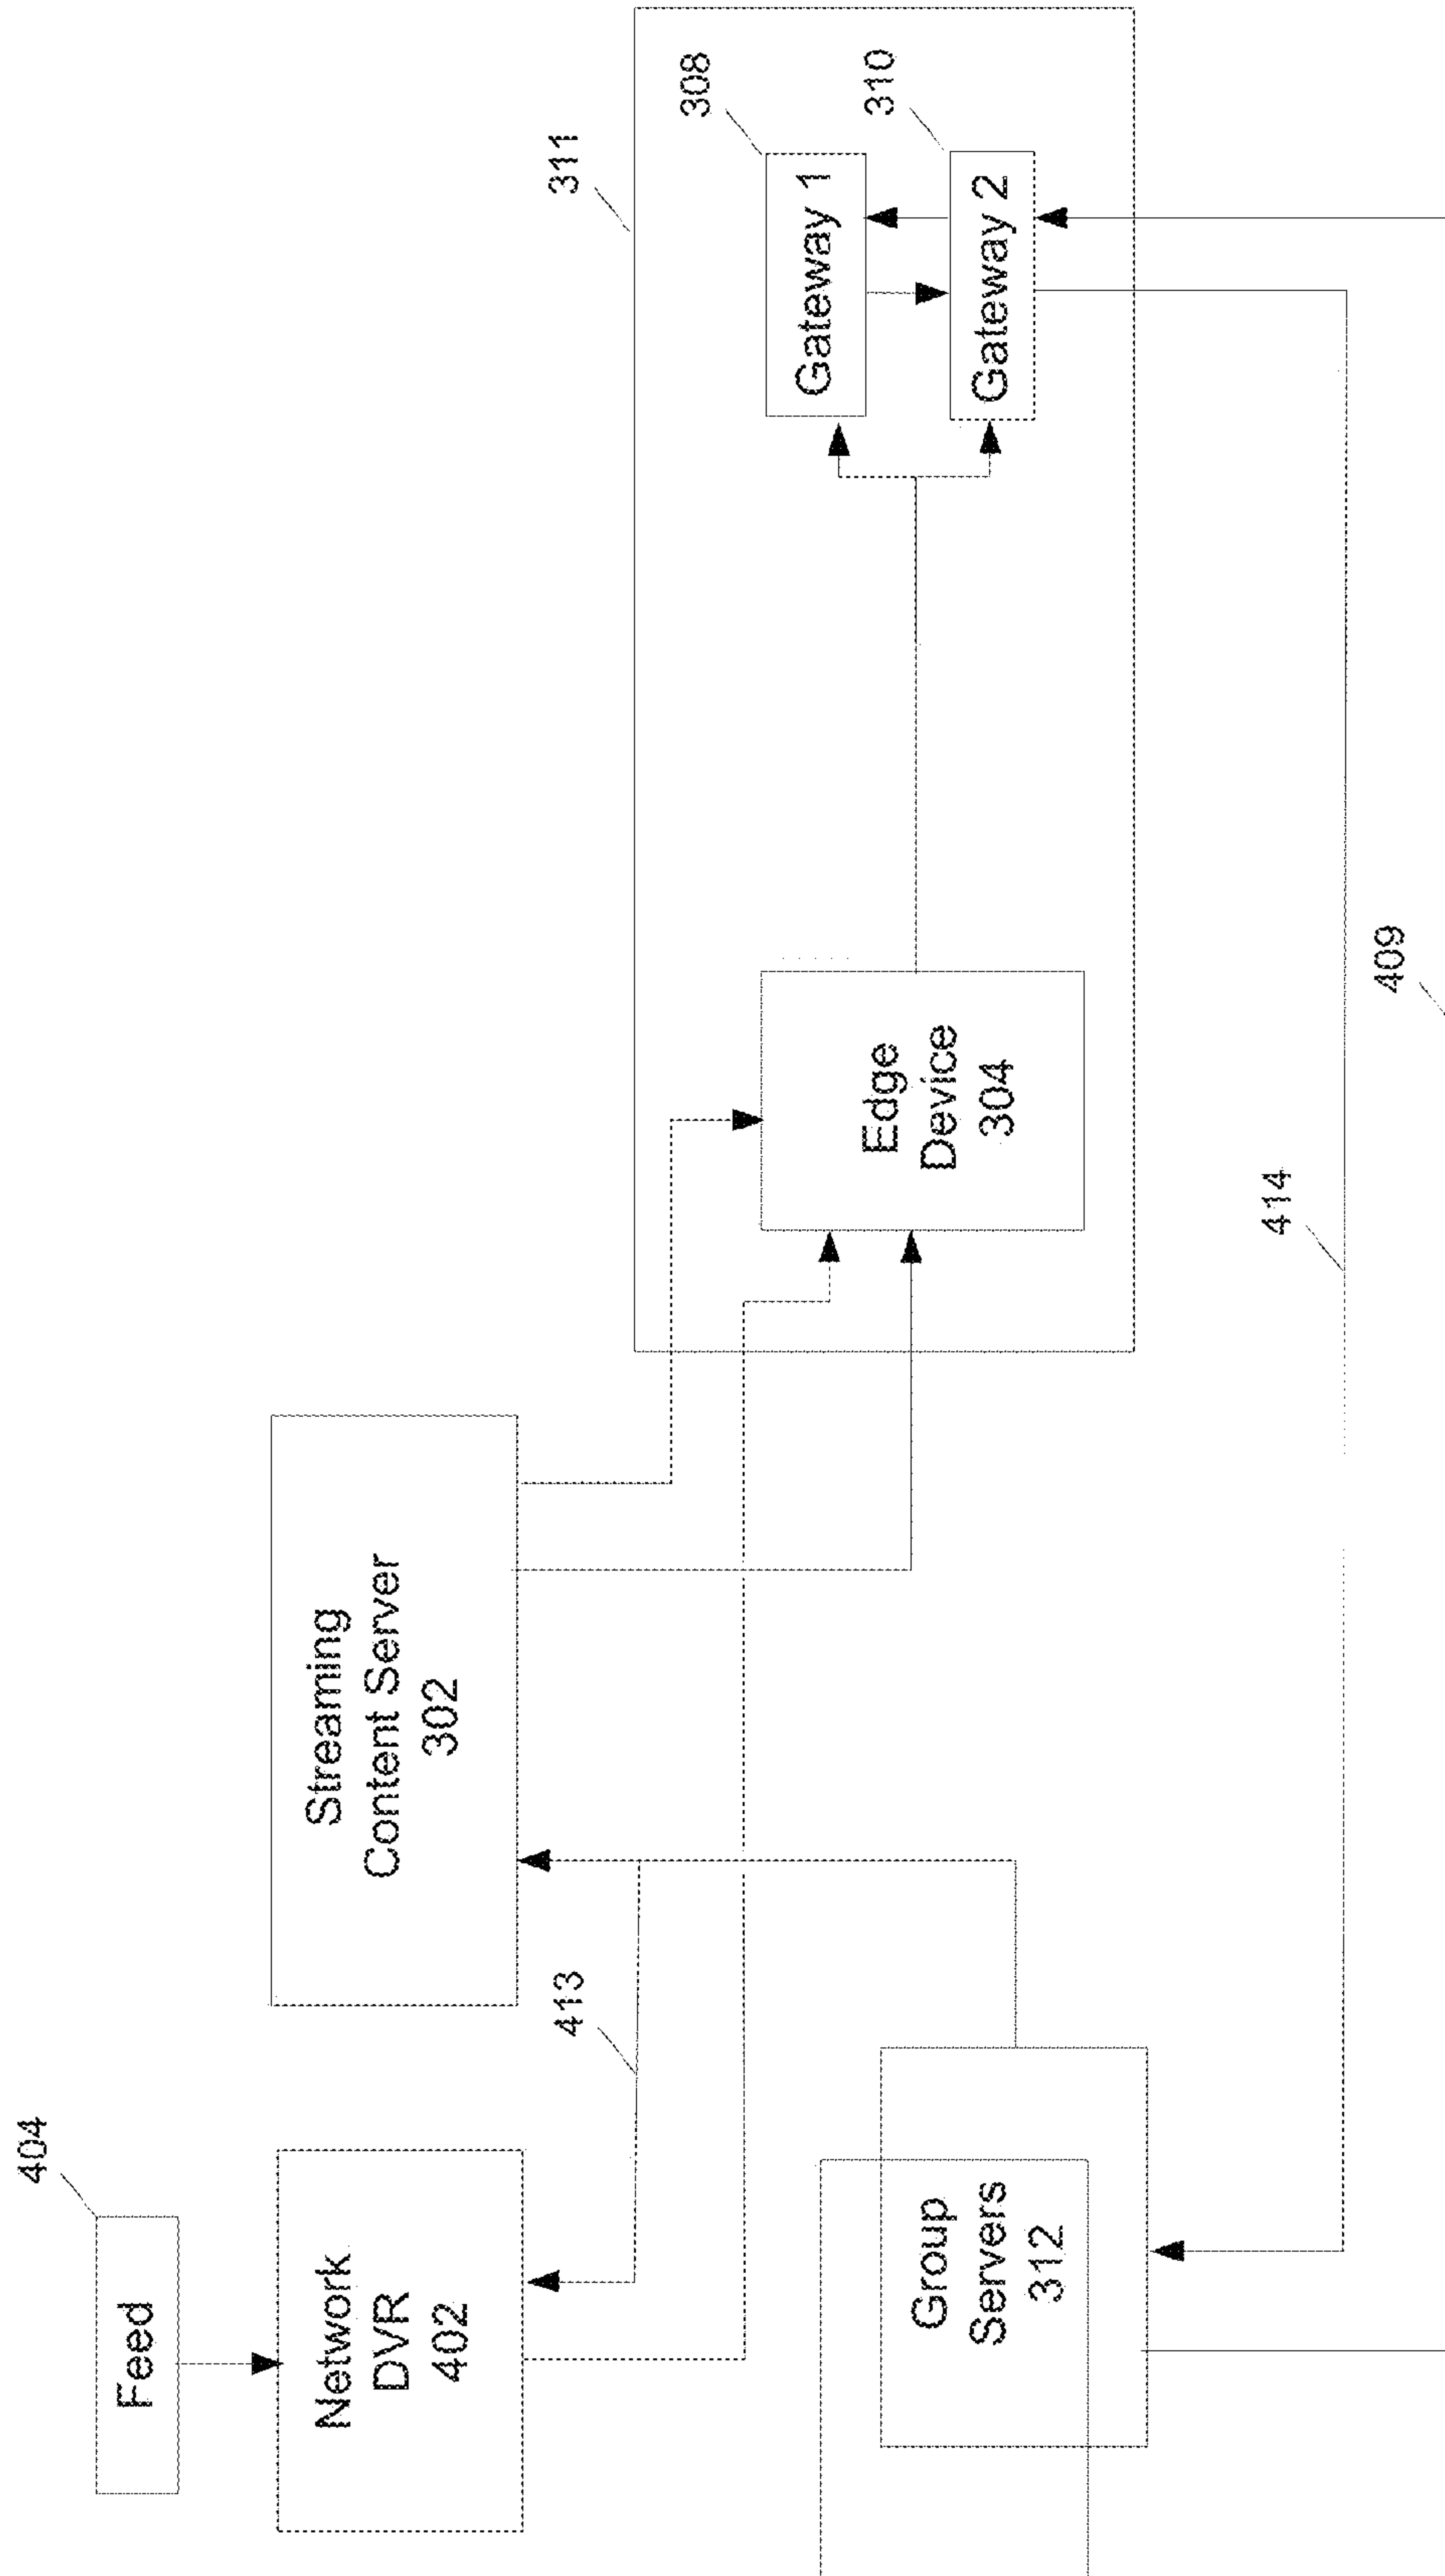 404
Feed
Network
DVR
402
413
Streaming
Content Server
302
Group
Servers
312
311
Edge
Device
304
308
Gateway 1
310
Gateway 2
414
409